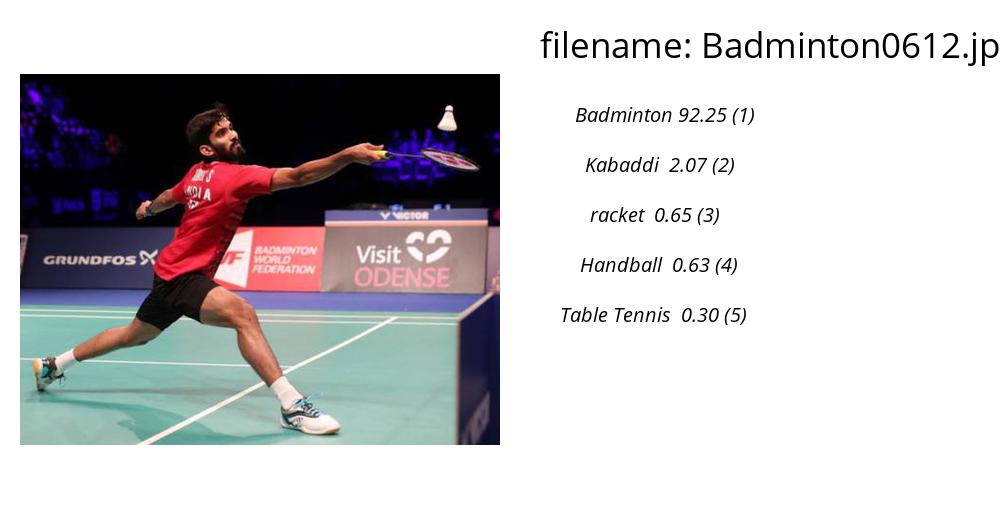 filename: Badminton0612.jp
Badminton 92.25 (1)
Kabaddi 2.07 (2)
racket 0.65 (3)
Handball 0.63 (4)
Table Tennis 0.30 (5)
INDIA
VICTOR
GRUNDFOS
BADMINTON
WORLD
FEDERATION
Visit
ODENSE